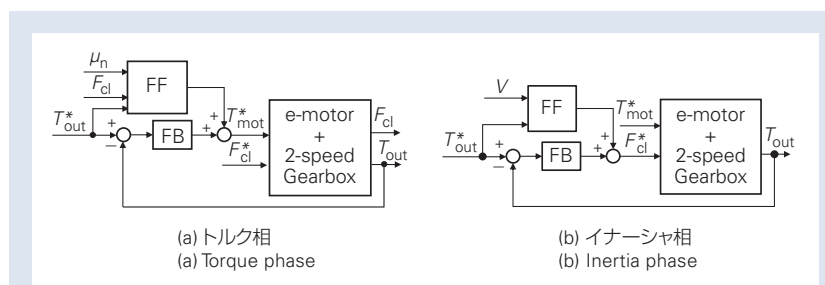 μn
Fcl
T*out
FF
+
−
FB
+
+
T*mot
F*cl
e-motor
+
2-speed
Gearbox
Fcl
Tout
(a) トルク相
(a) Torque phase
V
T*out
FF
+
−
FB
+
+
T*mot
F*cl
e-motor
+
2-speed
Gearbox
Tout
(b) イナーシャ相
(b) Inertia phase